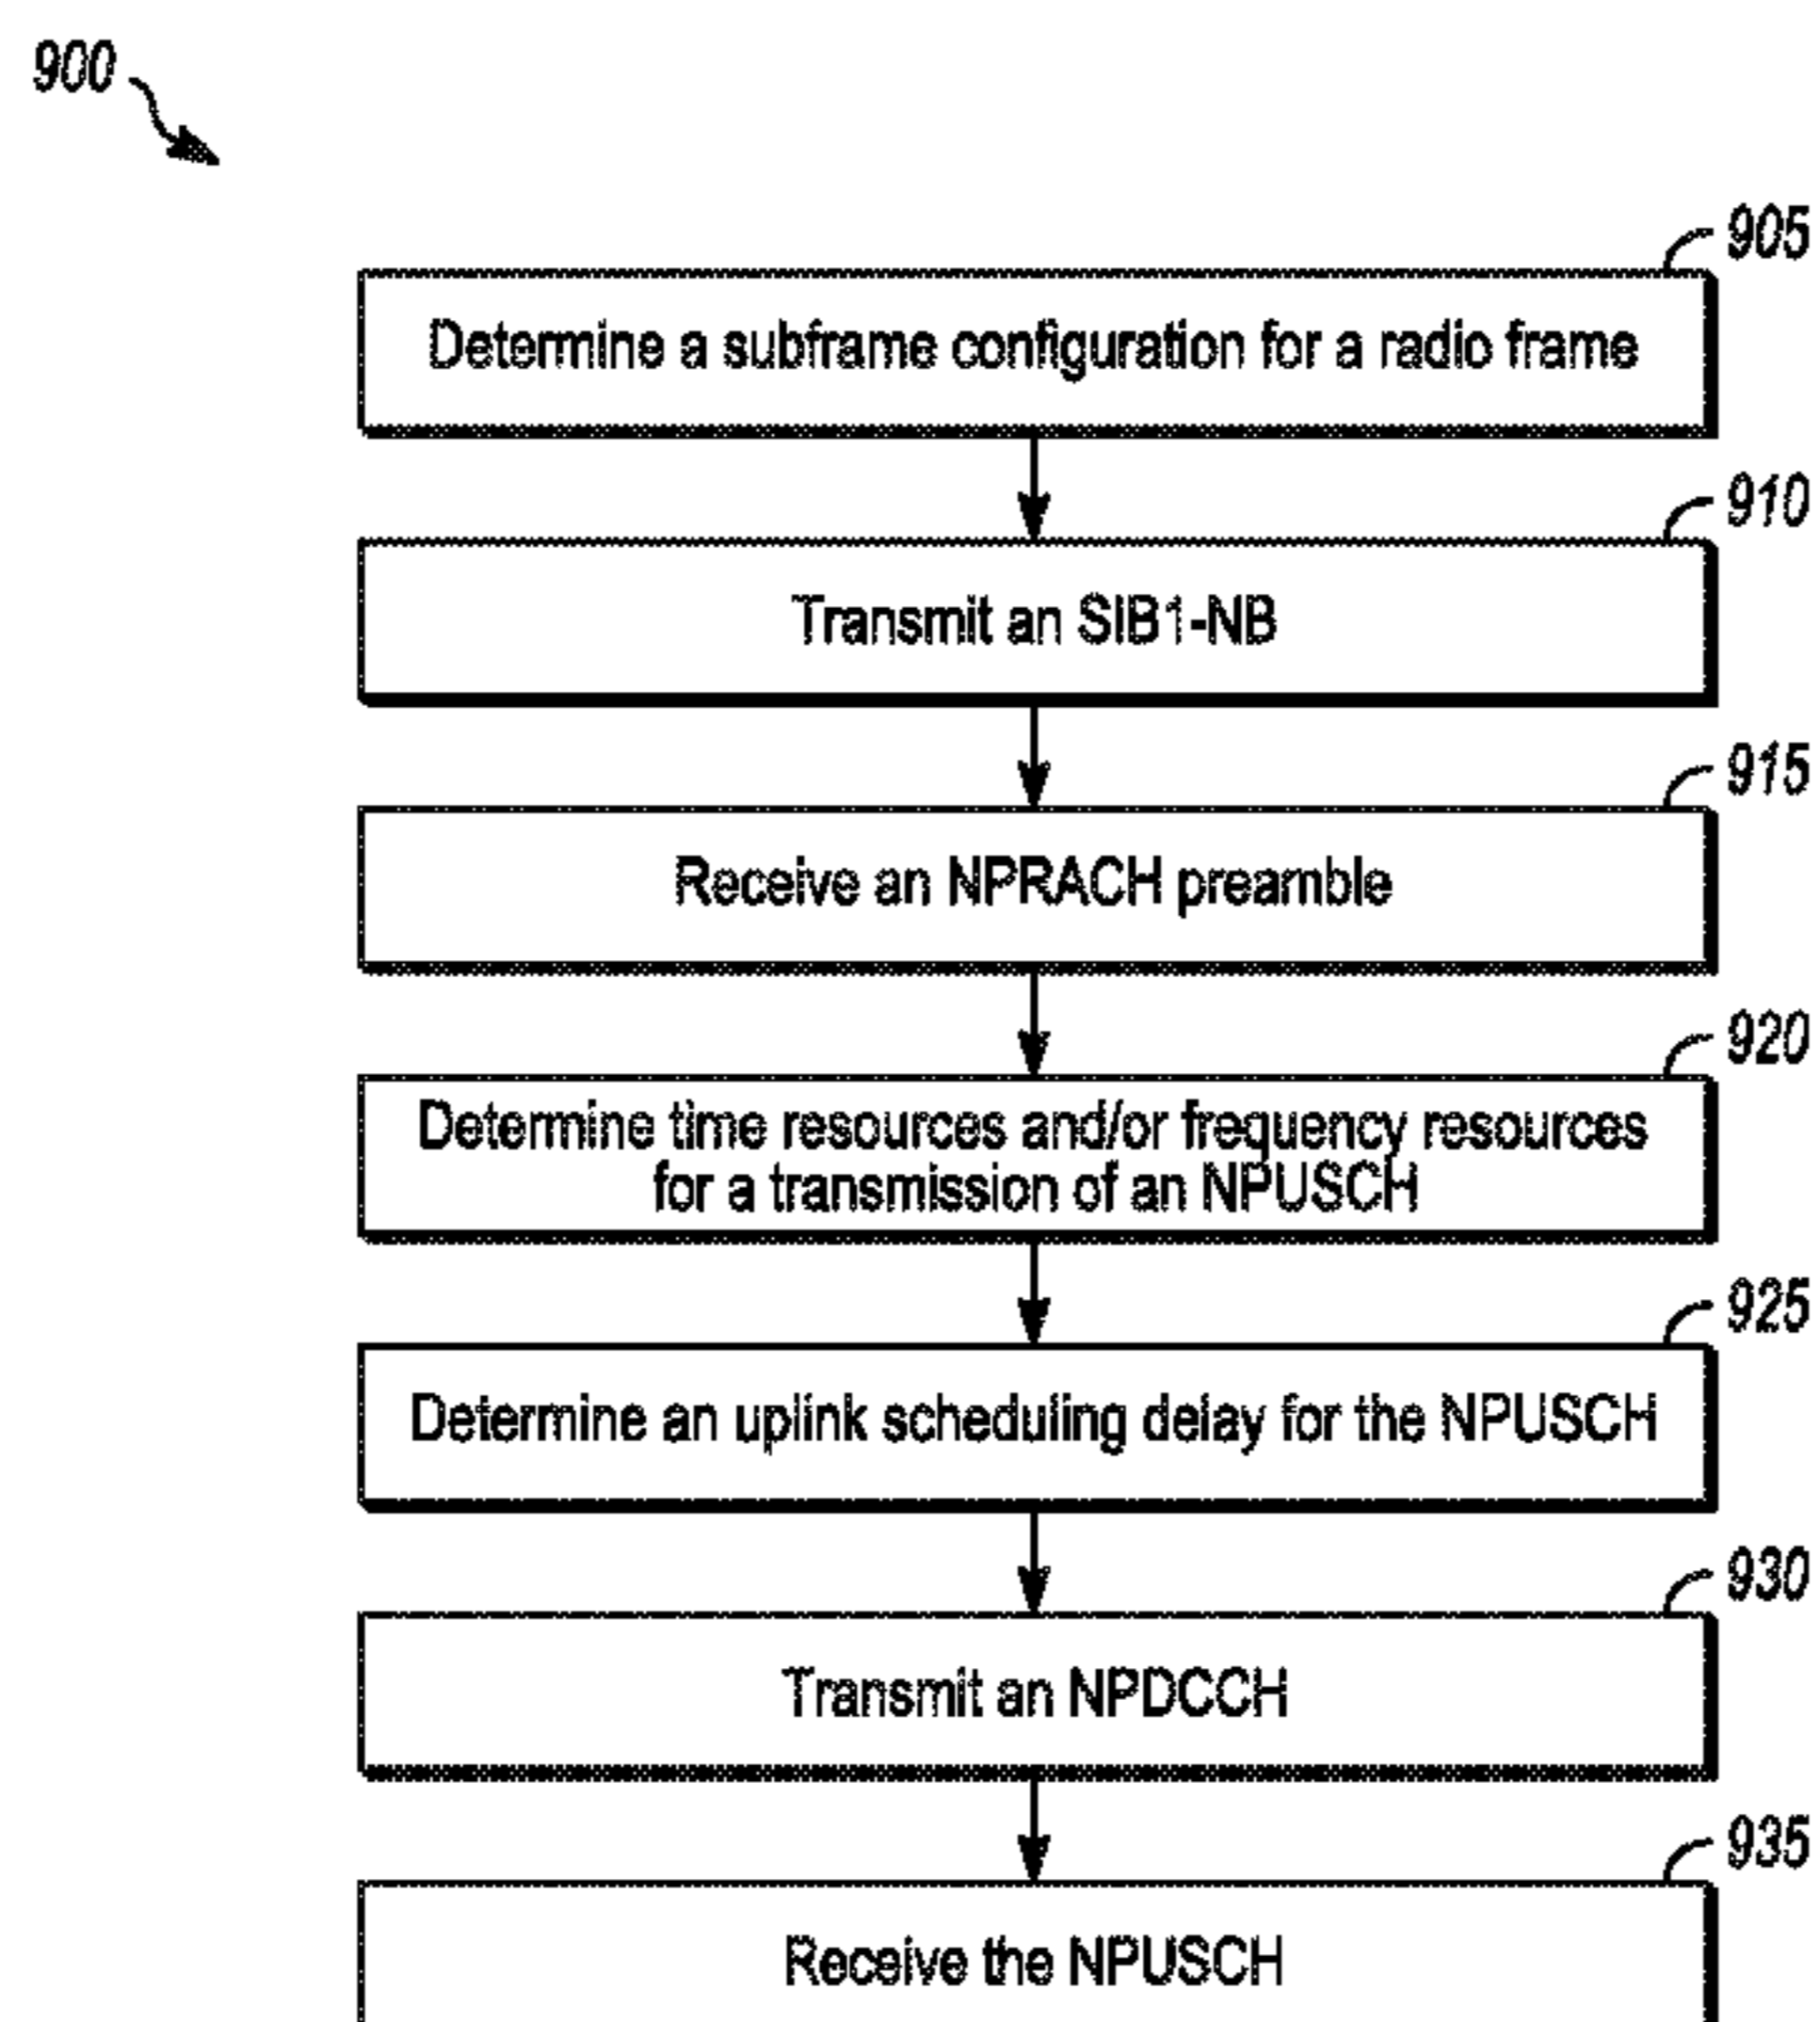 900
905
Determine a subframe configuration for a radio frame
910
Transmit an SIB1-NB
915
Receive an NPRACH preamble
920
Determine time resources and/or frequency resources
for a transmission of an NPUSCH
925
Determine an uplink scheduling delay for the NPUSCH
930
Transmit an NPDCCH
935
Receive the NPUSCH